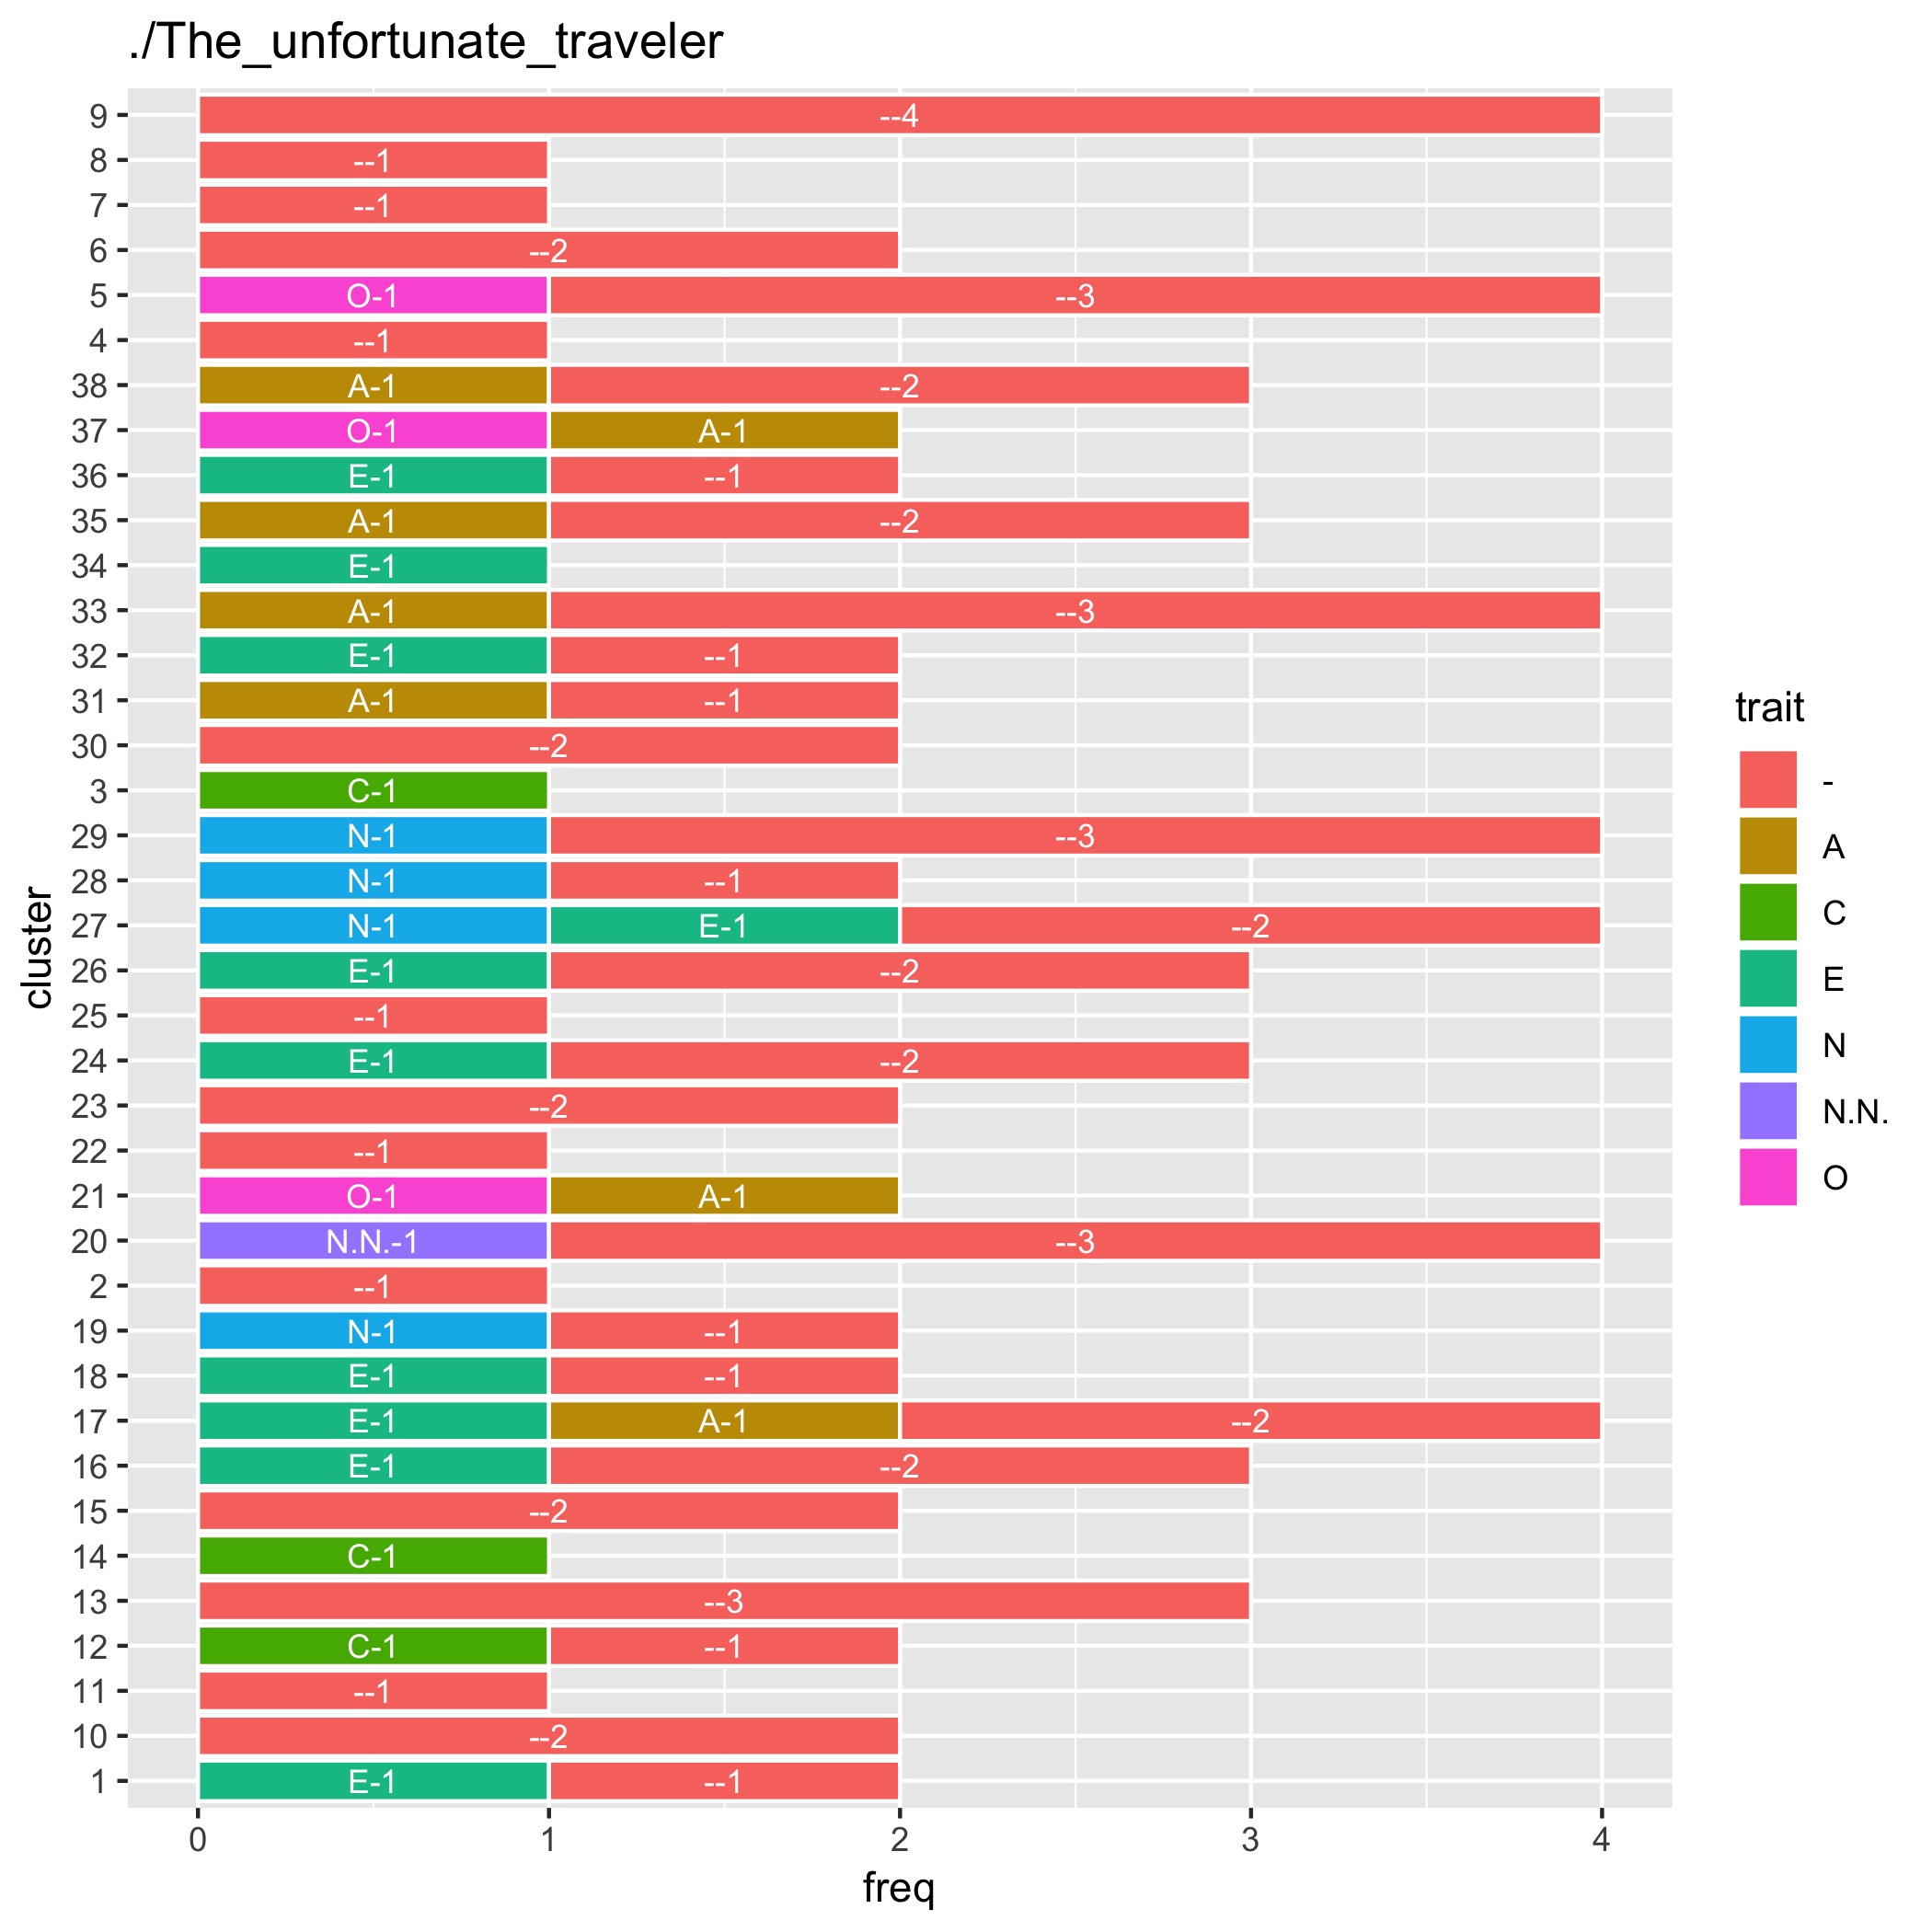 ./The_unfortunate_traveler
9 --4
8 --1
7 --1
6 --2
5 O-1 --3
4 --1
38 A-1 --2
37 O-1 A-1
36 E-1 --1
35 A-1 --2
34 E-1
33 A-1 --3
32 E-1 --1
31 A-1 --1
30 --2
3 C-1
29 N-1 --3
28 N-1 --1
27 N-1 E-1 --2
26 E-1 --2
25 --1
24 E-1 --2
23 --2
22 --1
21 O-1 A-1
20 N.N.-1 --3
2 --1
19 N-1 --1
18 E-1 --1
17 E-1 A-1 --2
16 E-1 --2
15 --2
14 C-1
13 --3
12 C-1 --1
11 --1
10 --2
1 E-1 --1
0 1 2 3 4
freq
cluster
trait
-
A
C
E
N
N.N.
O